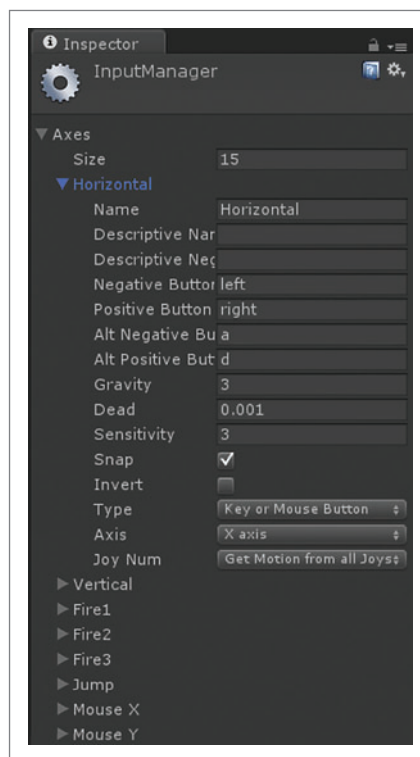 Inspector
InputManager
Axes
Size 15
Horizontal
Name Horizontal
Descriptive Nar
Descriptive Neg
Negative Buttor left
Positive Button right
Alt Negative Bu a
Alt Positive But d
Gravity 3
Dead 0.001
Sensitivity 3
Snap
Invert
Type Key or Mouse Button
Axis X axis
Joy Num Get Motion from all Joys
Vertical
Fire1
Fire2
Fire3
Jump
Mouse X
Mouse Y